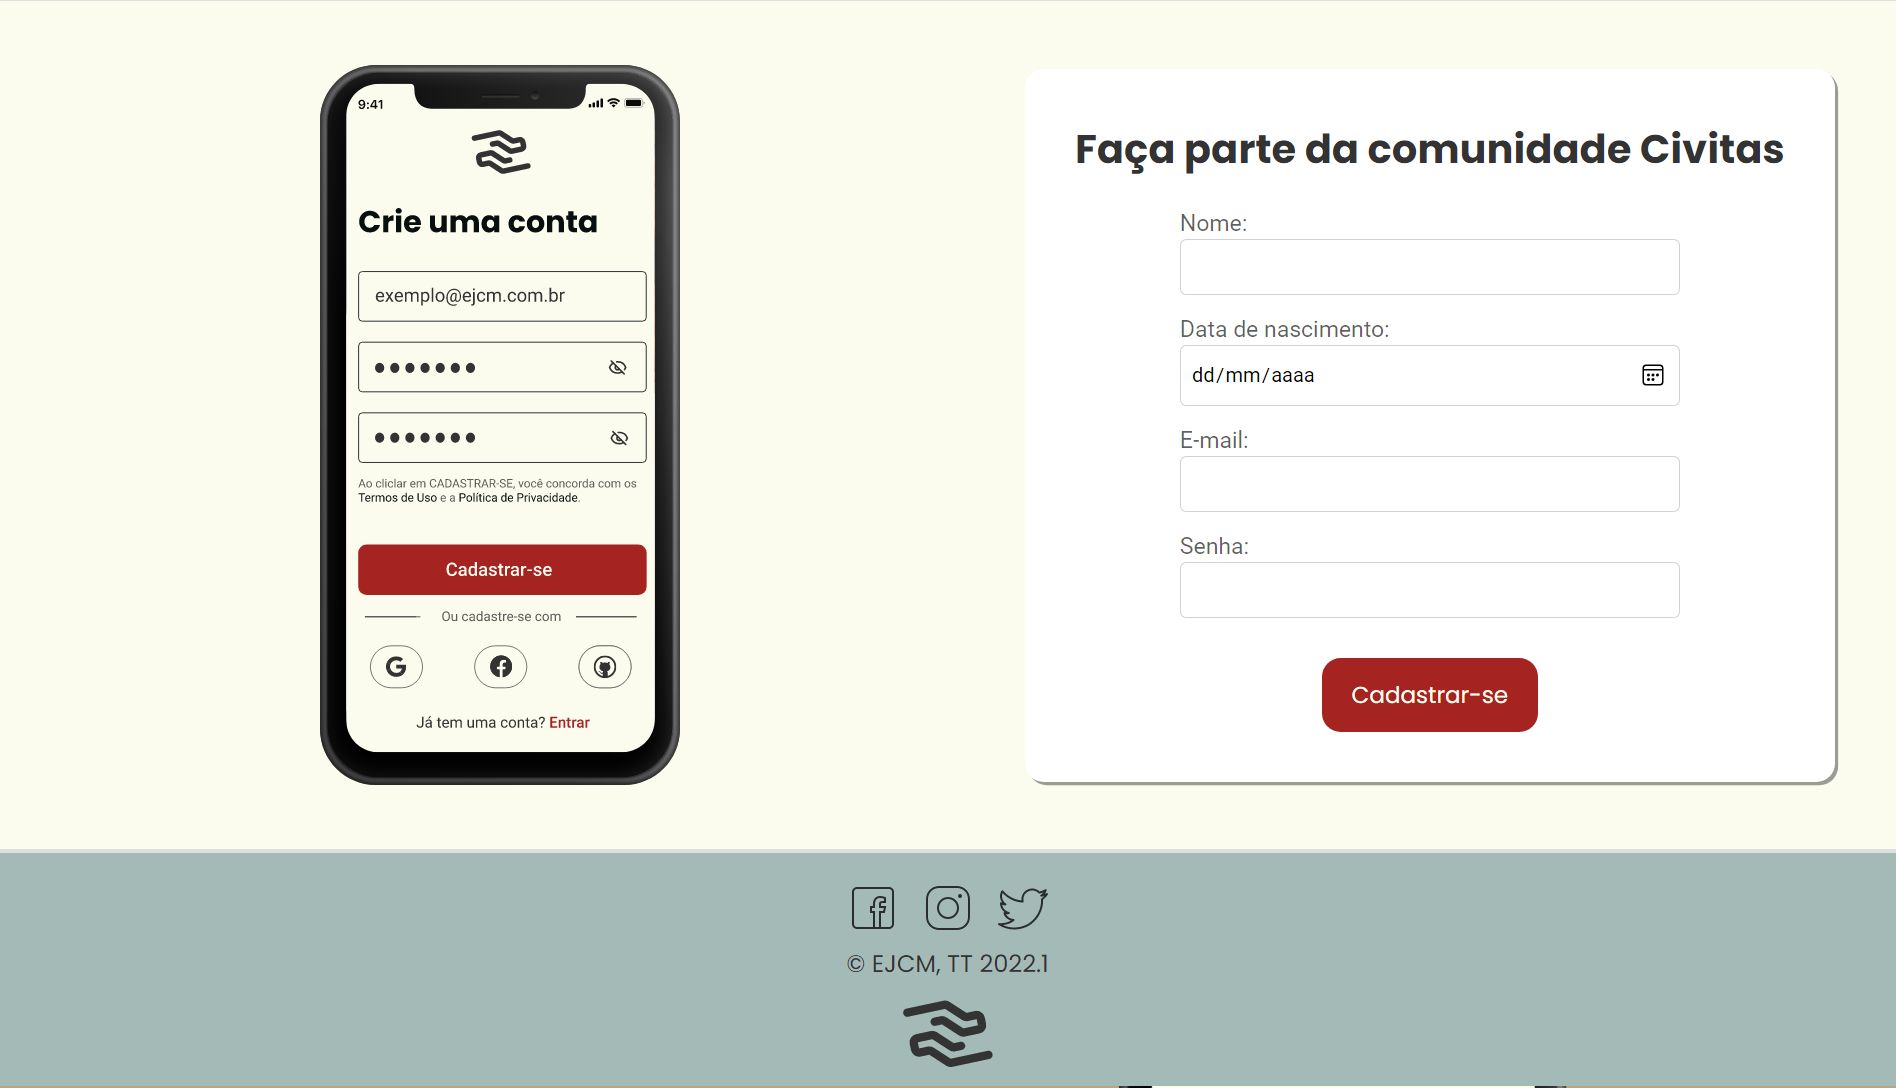 9:41
Crie uma conta
exemplo@ejcm.com.br
Ao cliclar em CADASTRAR-SE, você concorda com os
Termos de Uso e a Política de Privacidade.
Cadastrar-se
Ou cadastre-se com
Já tem uma conta? Entrar
Faça parte da comunidade Civitas
Nome:
Data de nascimento:
dd/mm/aaaa
E-mail:
Senha:
Cadastrar-se
© EJCM, TT 2022.1